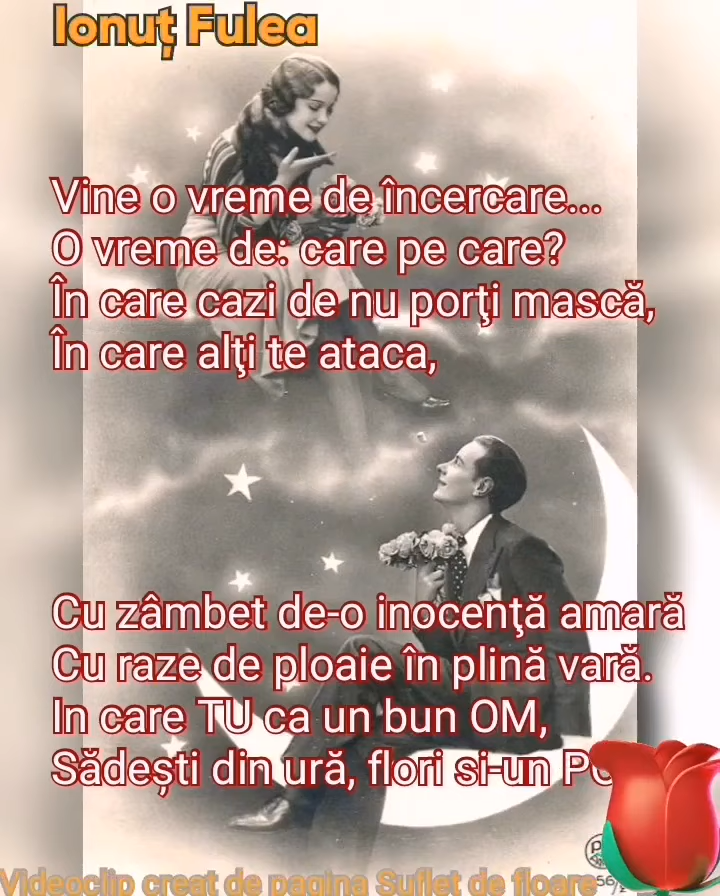 Ionuț Fulea
Vine o vreme de încercare...
O vreme de: care pe care?
În care cazi de nu porţi mască,
În care alţi te ataca,
Cu zâmbet de-o inocenţă amară
Cu raze de ploaie în plină vară.
In care TU ca un bun OM,
Sădești din ură, flori si-un
Videoclip creat de pagina Suflet de floare